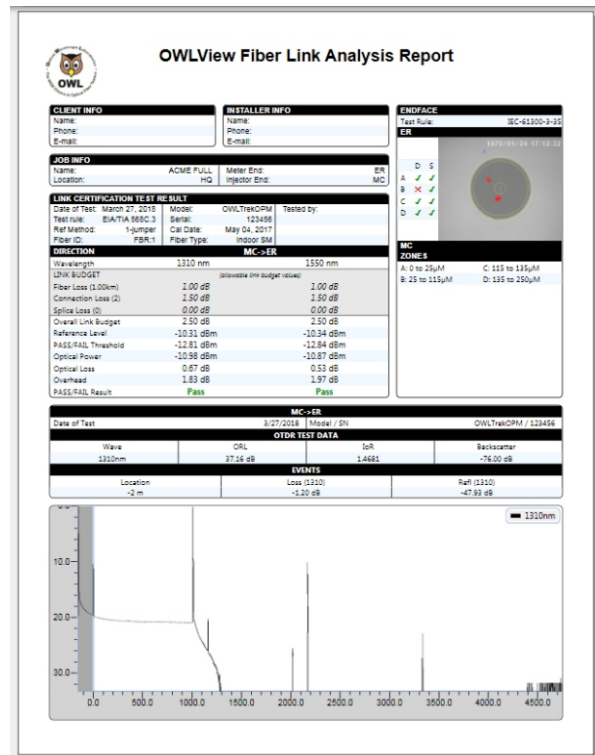 OWLView Fiber Link Analysis Report
OWL
CLIENT INFO
Name:
Phone:
E-mail:
INSTALLER INFO
Name:
Phone:
E-mail:
JOB INFO
Name: ACME FULL Meter End: ER
Location: HQ Injector End: MC
LINK CERTIFICATION TEST RESULT
Date of Test: March 27, 2018 Model: OWLTrekOPM Tested by:
Test rule: EIA/TIA 568C.3 Serial: 123456
Ref Method: 1-jumper Cal Date: May 04, 2017
Fiber ID: FBR:1 Fiber Type: Indoor SM
DIRECTION MC->ER
Wavelength 1310 nm 1550 nm
LINK BUDGET (allowable link budget values)
Fiber Loss (1.00km) 1.00 dB 1.00 dB
Connection Loss (2) 1.50 dB 1.50 dB
Splice Loss (0) 0.00 dB 0.00 dB
Overall Link Budget 2.50 dB 2.50 dB
Reference Level -10.31 dBm -10.34 dBm
PASS/FAIL Threshold -12.81 dBm -12.84 dBm
Optical Power -10.98 dBm -10.87 dBm
Optical Loss 0.67 dB 0.53 dB
Overhead 1.83 dB 1.97 dB
PASS/FAIL Result Pass Pass
ENDFACE
Test Rule: IEC-61300-3-35
ER
1970/01/24 17:12:32
D S
A ✓ ✓
B ✗ ✓
C ✓ ✓
D ✓ ✓
MC
ZONES
A: 0 to 25µM C: 115 to 135µM
B: 25 to 115µM D: 135 to 250µM
MC->ER
Date of Test 3/27/2018 Model / SN OWLTrekOPM / 123456
OTDR TEST DATA
Wave ORL IoR Backscatter
1310nm 37.16 dB 1.4681 -76.00 dB
EVENTS
Location Loss (1310) Refl (1310)
-2 m -1.20 dB -47.93 dB
1310nm
0.0
10.0
20.0
30.0
0.0 500.0 1000.0 1500.0 2000.0 2500.0 3000.0 3500.0 4000.0 4500.0